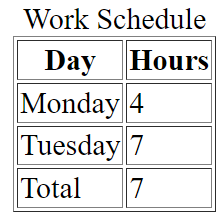 Work Schedule
Day Hours
Monday 4
Tuesday 7
Total 7